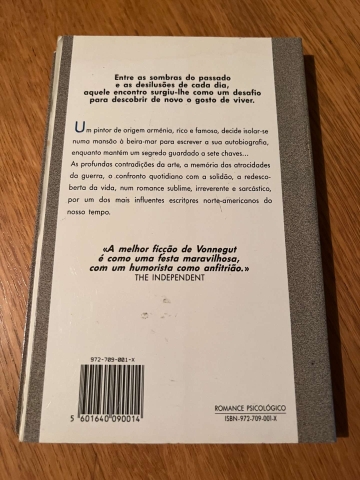 Entre as sombras do passado
e as desilusões de cada dia,
aquele encontro surgiu-lhe como um desafio
para descobrir de novo o gosto de viver.
Um pintor de origem arménia, rico e famoso, decide isolar-se
numa mansão à beira-mar para escrever a sua autobiografia,
enquanto mantém um segredo guardado a sete chaves...
As profundas contradições da arte, a memória das atrocidades
da guerra, o confronto quotidiano com a solidão, a redesco-
berta da vida, num romance sublime, irreverente e sarcástico,
por um dos mais influentes escritores norte-americanos do
nosso tempo.
«A melhor ficção de Vonnegut
é como uma festa maravilhosa,
com um humorista como anfitrião.»
THE INDEPENDENT
972-709-001-X
5 601640 090014
ROMANCE PSICOLÓGICO
ISBN-972-709-001-X